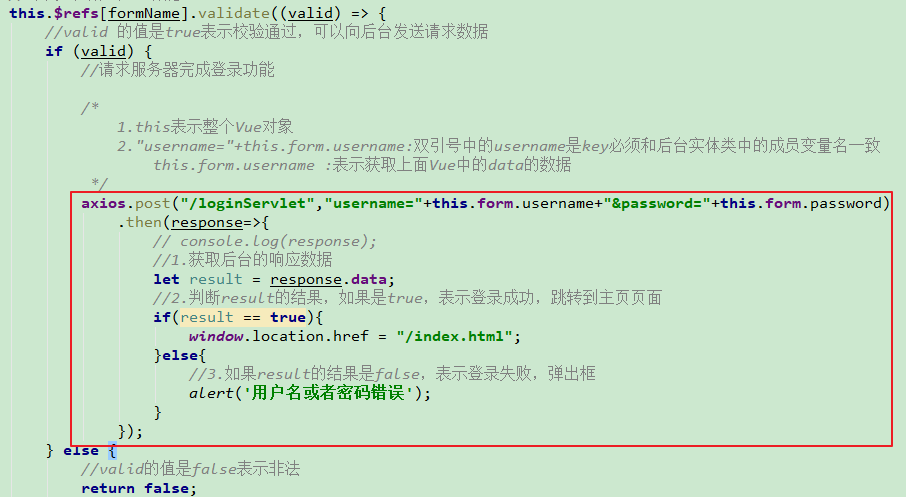 this.$refs[formName].validate((valid) => {
//valid 的值是true表示校验通过，可以向后台发送请求数据
if (valid) {
//请求服务器完成登录功能
/*
1.this表示整个Vue对象
2."username="+this.form.username:双引号中的username是key必须和后台实体类中的成员变量名一致
this.form.username :表示获取上面Vue中的data的数据
*/
axios.post("/loginServlet","username="+this.form.username+"&password="+this.form.password)
.then(response=>{
// console.log(response);
//1.获取后台的响应数据
let result = response.data;
//2.判断result的结果，如果是true，表示登录成功，跳转到主页页面
if(result == true){
window.location.href = "/index.html";
}else{
//3.如果result的结果是false，表示登录失败，弹出框
alert('用户名或者密码错误');
}
});
} else {
//valid的值是false表示非法
return false;